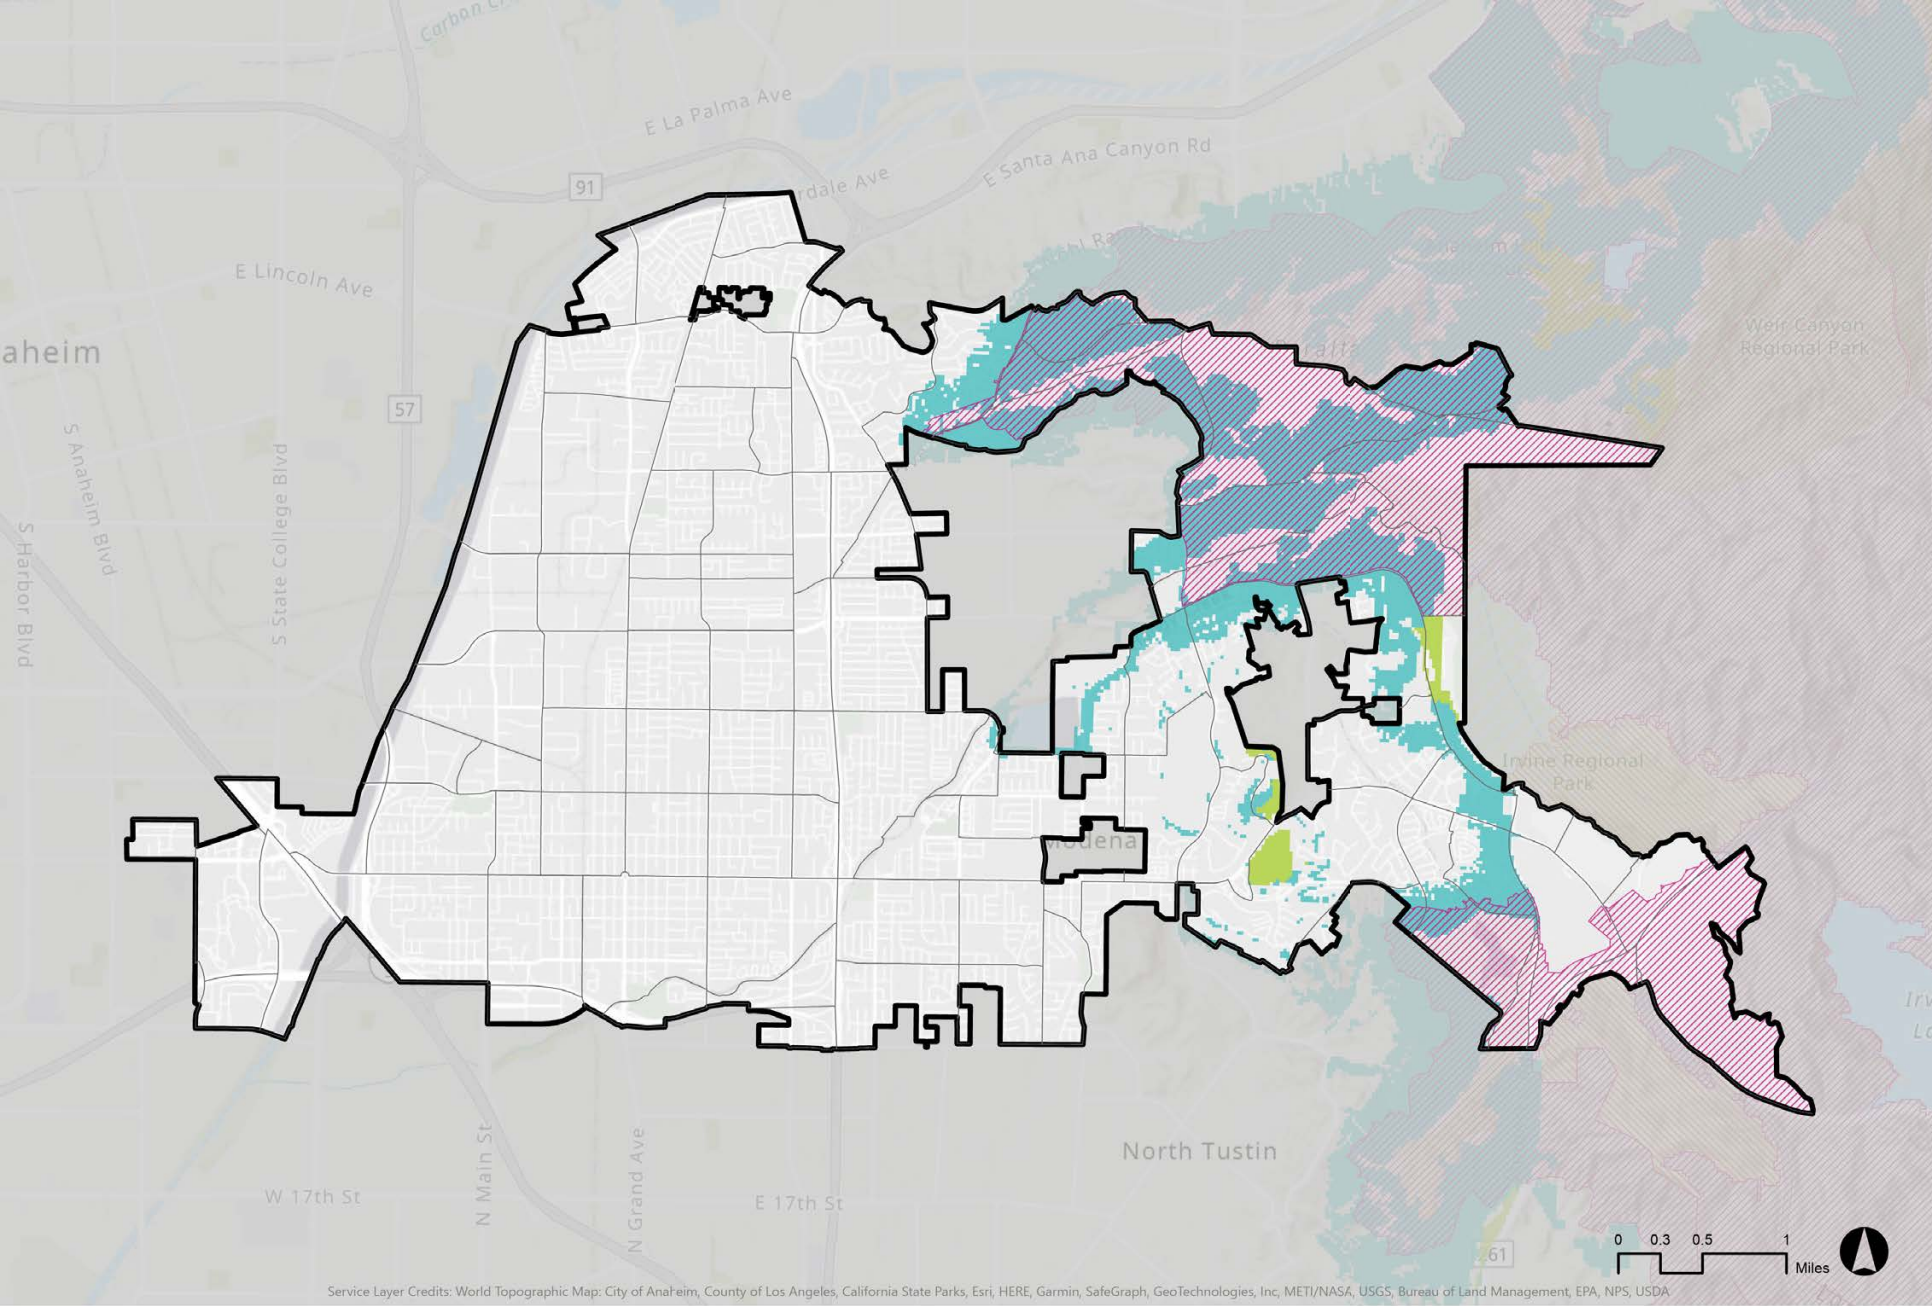 E La Palma Ave
E Santa Ana Canyon Rd
91
rdale Ave
E Lincoln Ave
aheim
Weir Canyon
Regional Park
57
S Anaheim Blvd
S State College Blvd
S Harbor Blvd
Irvine Regional
Park
Modena
North Tustin
N Main St
N Grand Ave
W 17th St
E 17th St
261
0 0.3 0.5 1
Miles
Service Layer Credits: World Topographic Map: City of Anaheim, County of Los Angeles, California State Parks, Esri, HERE, Garmin, SafeGraph, GeoTechnologies, Inc, METI/NASA, USGS, Bureau of Land Management, EPA, NPS, USDA